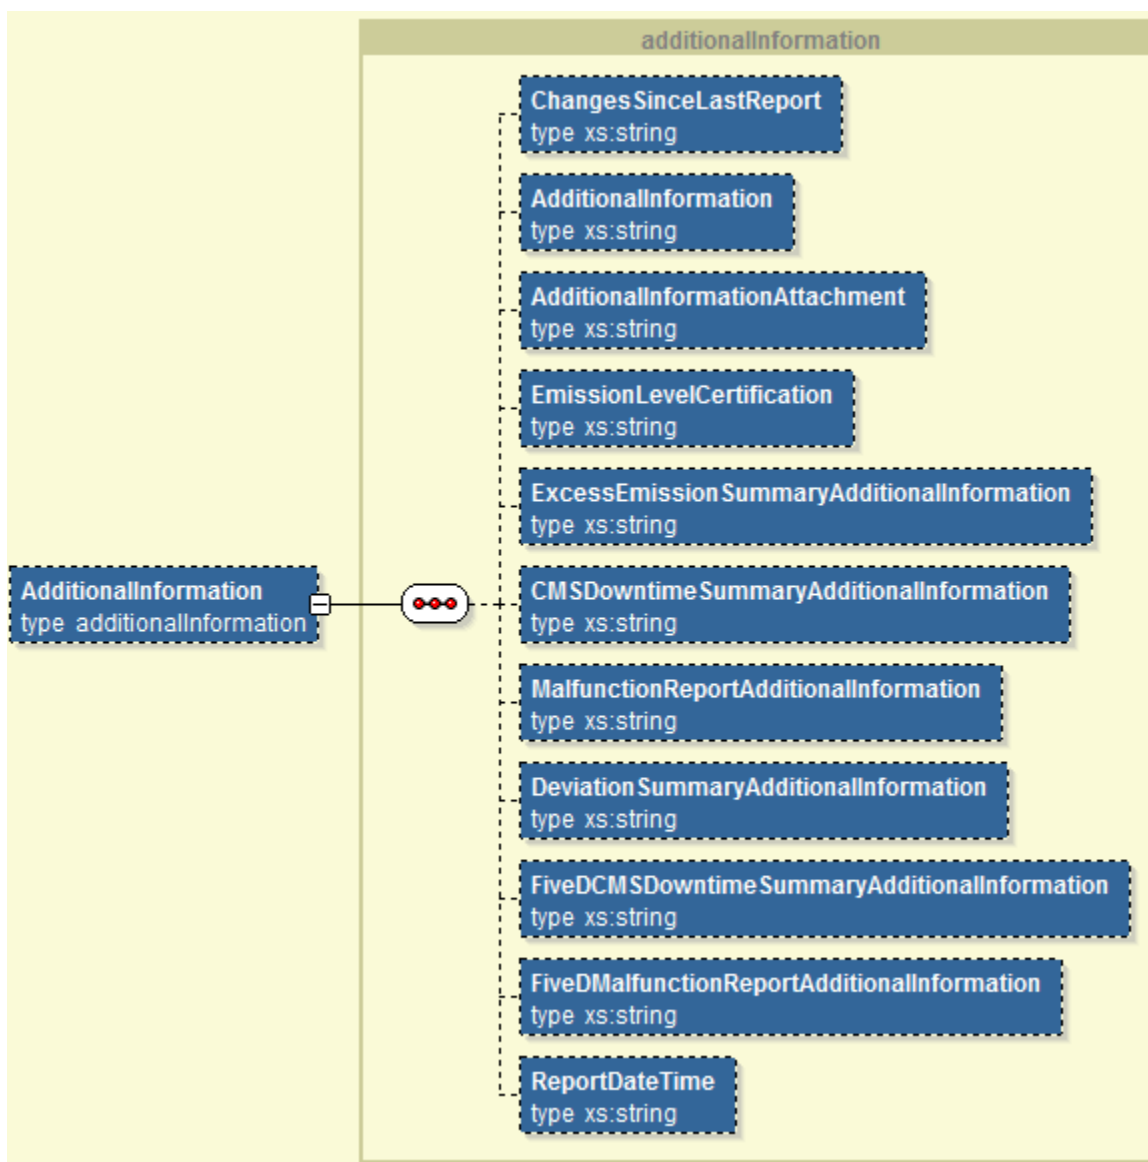 additionalInformation
ChangesSinceLastReport
type xs:string
AdditionalInformation
type xs:string
AdditionalInformationAttachment
type xs:string
EmissionLevelCertification
type xs:string
ExcessEmissionSummaryAdditionalInformation
type xs:string
AdditionalInformation
type additionalInformation
CMSDowntimeSummaryAdditionalInformation
type xs:string
MalfunctionReportAdditionalInformation
type xs:string
DeviationSummaryAdditionalInformation
type xs:string
FiveDCMSDowntimeSummaryAdditionalInformation
type xs:string
FiveDMalfunctionReportAdditionalInformation
type xs:string
ReportDateTime
type xs:string